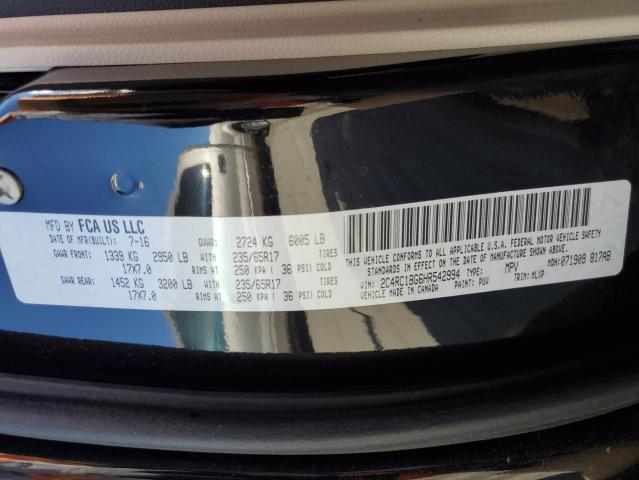 MFD BY FCA US LLC
DATE OF MFR(BUILT): 7-16 GVWR: 2724 KG 6005 LB
GAWR FRONT: 1339 KG 2950 LB WITH 235/65R17 TIRES
17X7.0 RIMS AT 250 KPA( 36 PSI) COLD
GAWR REAR: 1452 KG 3200 LB WITH 235/65R17 TIRES
17X7.0 RIMS AT 250 KPA( 36 PSI) COLD
THIS VEHICLE CONFORMS TO ALL APPLICABLE U.S.A. FEDERAL MOTOR VEHICLE SAFETY
STANDARDS IN EFFECT ON THE DATE OF MANUFACTURE SHOWN ABOVE.
VIN: 2C4RC1BG6HR542994 TYPE: MPV MDH: 071909 817AB
VEHICLE MADE IN CANADA PAINT: PUV TRIM: MLXP